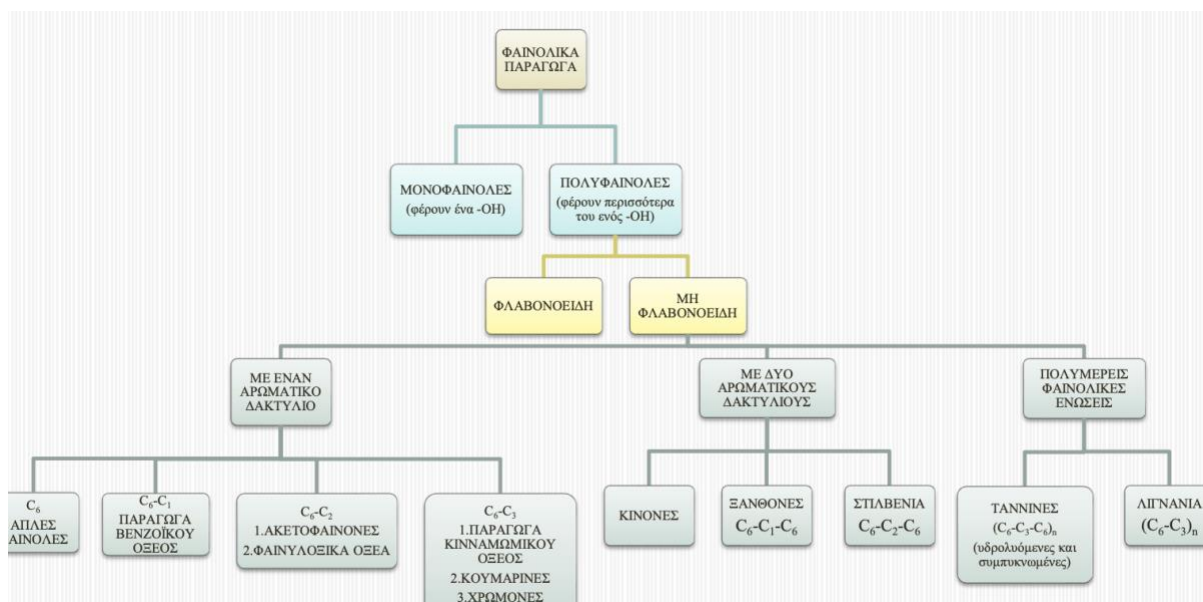 ΦΑΙΝΟΛΙΚΑ
ΠΑΡΑΓΩΓΑ
ΜΟΝΟΦΑΙΝΟΛΕΣ
(φέρουν ένα -ΟΗ)
ΠΟΛΥΦΑΙΝΟΛΕΣ
(φέρουν περισσότερα
του ενός -ΟΗ)
ΦΛΑΒΟΝΟΕΙΔΗ
ΜΗ
ΦΛΑΒΟΝΟΕΙΔΗ
ΜΕ ΕΝΑΝ
ΑΡΩΜΑΤΙΚΟ
ΔΑΚΤΥΛΙΟ
ΜΕ ΔΥΟ
ΑΡΩΜΑΤΙΚΟΥΣ
ΔΑΚΤΥΛΙΟΥΣ
ΠΟΛΥΜΕΡΕΙΣ
ΦΑΙΝΟΛΙΚΕΣ
ΕΝΩΣΕΙΣ
C₆
ΑΠΛΕΣ
ΑΙΝΟΛΕΣ
C₆-C₁
ΠΑΡΑΓΩΓΑ
ΒΕΝΖΟΪΚΟΥ
ΟΞΕΟΣ
C₆-C₂
1.ΑΚΕΤΟΦΑΙΝΟΝΕΣ
2.ΦΑΙΝΥΛΟΞΙΚΑ ΟΞΕΑ
C₆-C₃
1.ΠΑΡΑΓΩΓΑ
ΚΙΝΝΑΜΩΜΙΚΟΥ
ΟΞΕΟΣ
2.ΚΟΥΜΑΡΙΝΕΣ
3.ΧΡΩΜΟΝΕΣ
ΚΙΝΟΝΕΣ
ΞΑΝΘΟΝΕΣ
C₆-C₁-C₆
ΣΤΙΛΒΕΝΙΑ
C₆-C₂-C₆
ΤΑΝΝΙΝΕΣ
(C₆-C₃-C₆)ₙ
(υδρολυόμενες και
συμπυκνωμένες)
ΛΙΓΝΑΝΙΑ
(C₆-C₃)ₙ